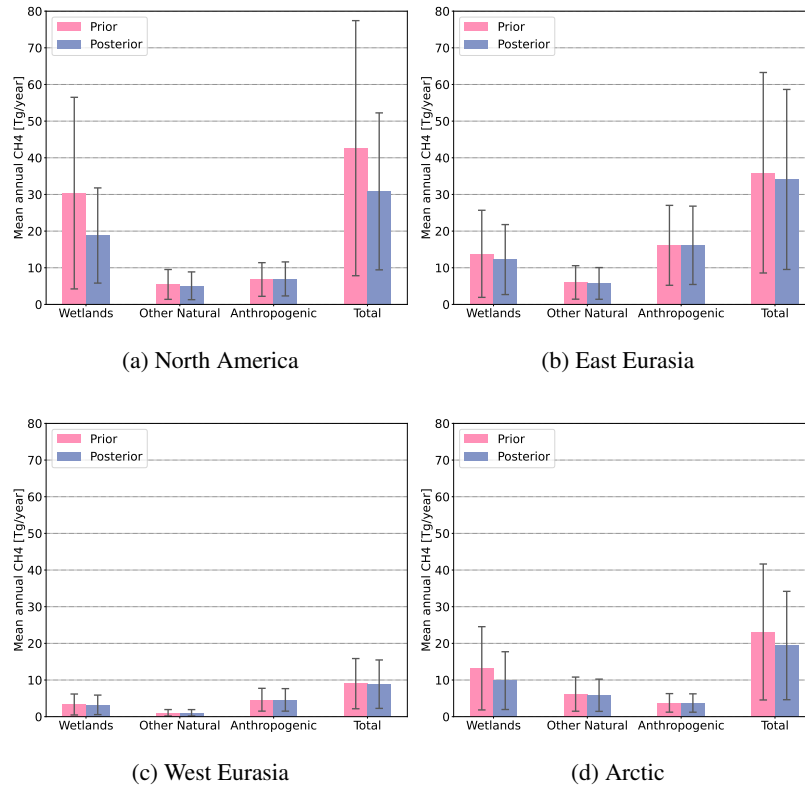 80
70
60
50
40
30
20
10
0
Mean annual CH4 [Tg/year]
Prior
Posterior
Wetlands Other Natural Anthropogenic Total
(a) North America
80
70
60
50
40
30
20
10
0
Mean annual CH4 [Tg/year]
Prior
Posterior
Wetlands Other Natural Anthropogenic Total
(b) East Eurasia
80
70
60
50
40
30
20
10
0
Mean annual CH4 [Tg/year]
Prior
Posterior
Wetlands Other Natural Anthropogenic Total
(c) West Eurasia
80
70
60
50
40
30
20
10
0
Mean annual CH4 [Tg/year]
Prior
Posterior
Wetlands Other Natural Anthropogenic Total
(d) Arctic